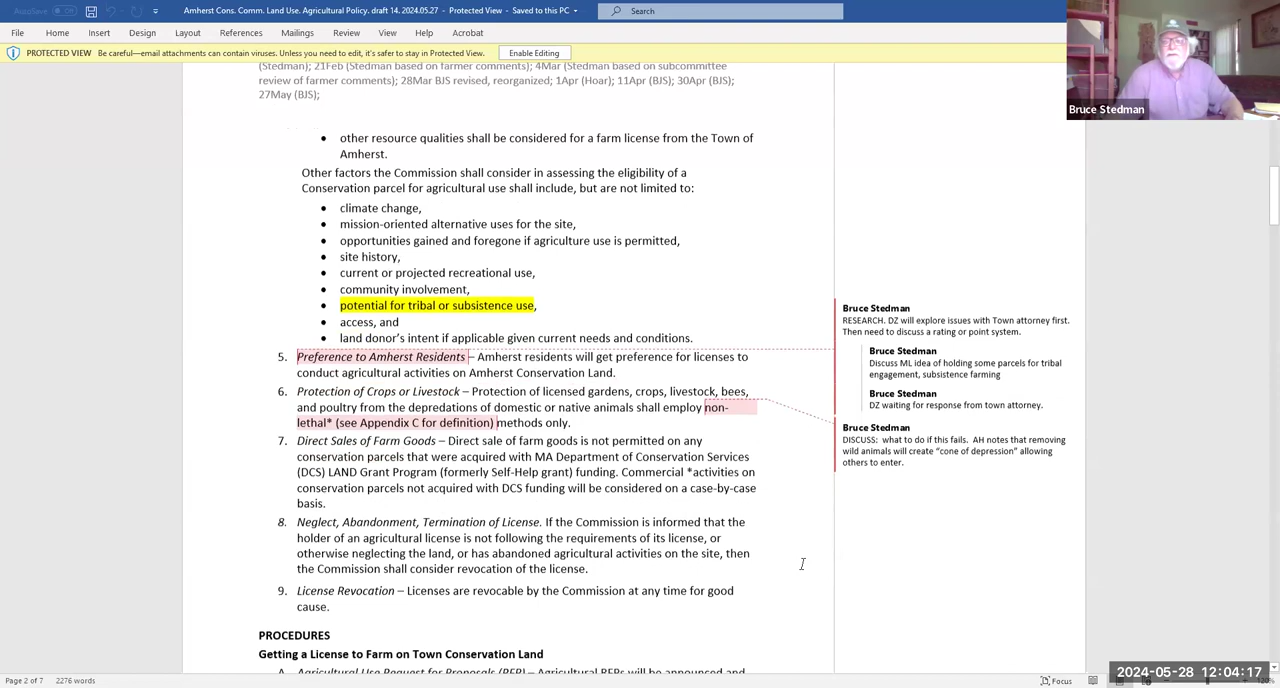 AutoSave Off
Amherst Cons. Comm. Land Use. Agricultural Policy. draft 14. 2024.05.27 - Protected View - Saved to this PC
Search
File Home Insert Design Layout References Mailings Review View Help Acrobat
PROTECTED VIEW Be careful—email attachments can contain viruses. Unless you need to edit, it's safer to stay in Protected View. Enable Editing
Bruce Stedman
(Stedman); 21Feb (Stedman based on farmer comments); 4Mar (Stedman based on subcommittee
review of farmer comments); 28Mar BJS revised, reorganized; 1Apr (Hoar); 11Apr (BJS); 30Apr (BJS);
27May (BJS);
• other resource qualities shall be considered for a farm license from the Town of
Amherst.
Other factors the Commission shall consider in assessing the eligibility of a
Conservation parcel for agricultural use shall include, but are not limited to:
• climate change,
• mission-oriented alternative uses for the site,
• opportunities gained and foregone if agriculture use is permitted,
• site history,
• current or projected recreational use,
• community involvement,
• potential for tribal or subsistence use,
• access, and
• land donor's intent if applicable given current needs and conditions.
5. Preference to Amherst Residents – Amherst residents will get preference for licenses to
conduct agricultural activities on Amherst Conservation Land.
6. Protection of Crops or Livestock – Protection of licensed gardens, crops, livestock, bees,
and poultry from the depredations of domestic or native animals shall employ non-
lethal* (see Appendix C for definition) methods only.
7. Direct Sales of Farm Goods – Direct sale of farm goods is not permitted on any
conservation parcels that were acquired with MA Department of Conservation Services
(DCS) LAND Grant Program (formerly Self-Help grant) funding. Commercial *activities on
conservation parcels not acquired with DCS funding will be considered on a case-by-case
basis.
8. Neglect, Abandonment, Termination of License. If the Commission is informed that the
holder of an agricultural license is not following the requirements of its license, or
otherwise neglecting the land, or has abandoned agricultural activities on the site, then
the Commission shall consider revocation of the license.
9. License Revocation – Licenses are revocable by the Commission at any time for good
cause.
PROCEDURES
Getting a License to Farm on Town Conservation Land
A. Agricultural Use Request for Proposals (RFP) – Agricultural RFPs will be announced and
Bruce Stedman
RESEARCH. DZ will explore issues with Town attorney first.
Then need to discuss a rating or point system.
Bruce Stedman
Discuss ML idea of holding some parcels for tribal
engagement, subsistence farming
Bruce Stedman
DZ waiting for response from town attorney.
Bruce Stedman
DISCUSS: what to do if this fails. AH notes that removing
wild animals will create “cone of depression” allowing
others to enter.
Page 2 of 7 2276 words
Focus
2024-05-28 12:04:17